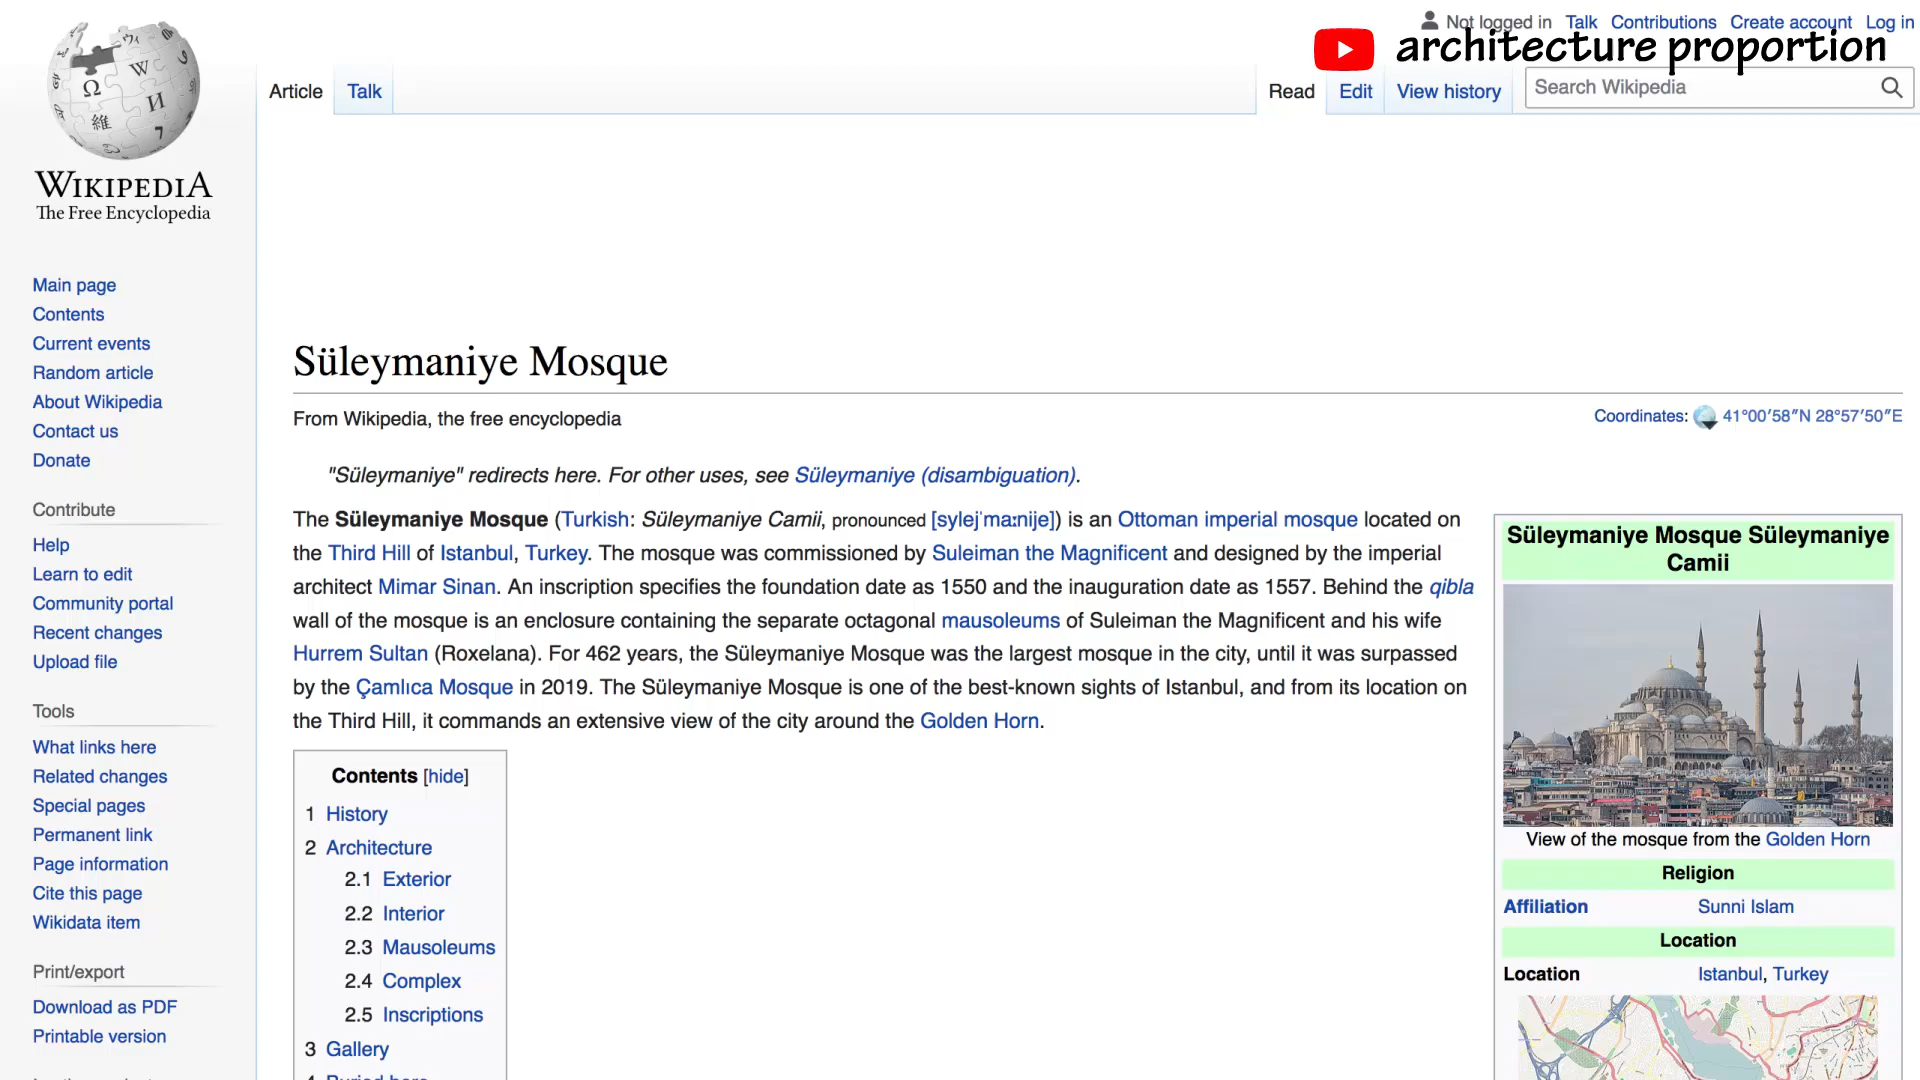 Not logged in Talk Contributions Create account Log in
architecture proportion
Article Talk Read Edit View history Search Wikipedia
WIKIPEDIA
The Free Encyclopedia
Main page
Contents
Current events
Random article
About Wikipedia
Contact us
Donate
Contribute
Help
Learn to edit
Community portal
Recent changes
Upload file
Tools
What links here
Related changes
Special pages
Permanent link
Page information
Cite this page
Wikidata item
Print/export
Download as PDF
Printable version
Süleymaniye Mosque
From Wikipedia, the free encyclopedia
Coordinates: 41°00′58″N 28°57′50″E
"Süleymaniye" redirects here. For other uses, see Süleymaniye (disambiguation).
The Süleymaniye Mosque (Turkish: Süleymaniye Camii, pronounced [sylejˈmaːnije]) is an Ottoman imperial mosque located on
the Third Hill of Istanbul, Turkey. The mosque was commissioned by Suleiman the Magnificent and designed by the imperial
architect Mimar Sinan. An inscription specifies the foundation date as 1550 and the inauguration date as 1557. Behind the qibla
wall of the mosque is an enclosure containing the separate octagonal mausoleums of Suleiman the Magnificent and his wife
Hurrem Sultan (Roxelana). For 462 years, the Süleymaniye Mosque was the largest mosque in the city, until it was surpassed
by the Çamlıca Mosque in 2019. The Süleymaniye Mosque is one of the best-known sights of Istanbul, and from its location on
the Third Hill, it commands an extensive view of the city around the Golden Horn.
Contents [hide]
1 History
2 Architecture
2.1 Exterior
2.2 Interior
2.3 Mausoleums
2.4 Complex
2.5 Inscriptions
3 Gallery
Süleymaniye Mosque Süleymaniye
Camii
View of the mosque from the Golden Horn
Religion
Affiliation Sunni Islam
Location
Location Istanbul, Turkey